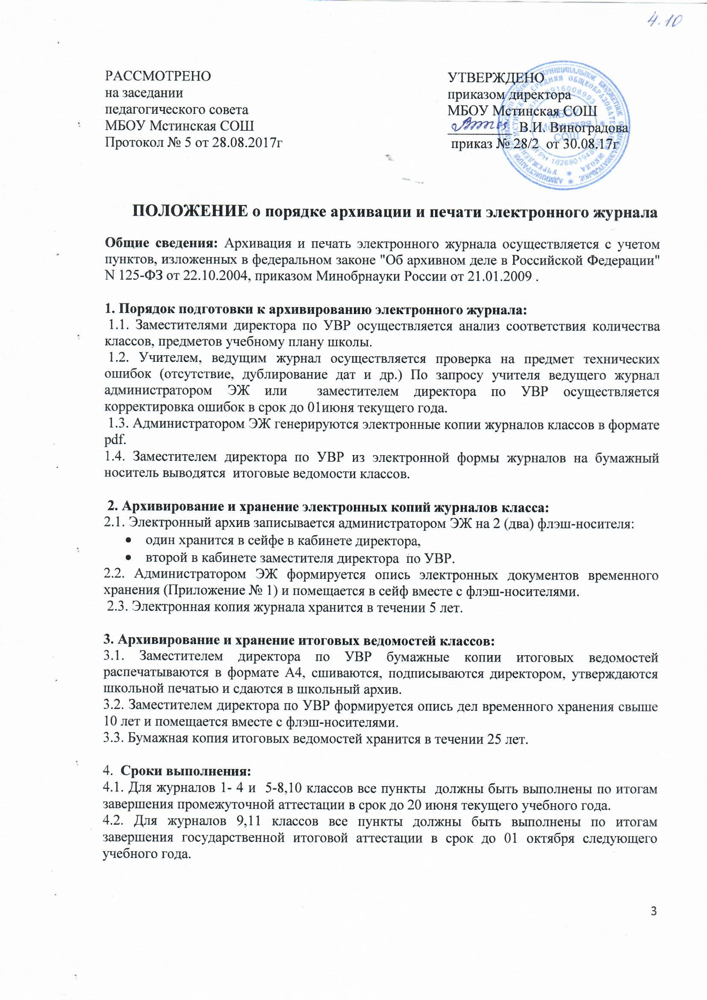 4.10
РАССМОТРЕНО
на заседании
педагогического совета
МБОУ Мстинская СОШ
Протокол № 5 от 28.08.2017г
УТВЕРЖДЕНО
приказом директора
МБОУ Мстинская СОШ
В.И. Виноградова
приказ № 28/2 от 30.08.17г
МУНИЦИПАЛЬНОЕ БЮДЖЕТНОЕ ОБЩЕОБРАЗОВАТЕЛЬНОЕ
6916008993
МБОУ
Мстинская
СОШ
ПОЛОЖЕНИЕ о порядке архивации и печати электронного журнала
Общие сведения: Архивация и печать электронного журнала осуществляется с учетом
пунктов, изложенных в федеральном законе "Об архивном деле в Российской Федерации"
N 125-ФЗ от 22.10.2004, приказом Минобрнауки России от 21.01.2009 .
1. Порядок подготовки к архивированию электронного журнала:
1.1. Заместителями директора по УВР осуществляется анализ соответствия количества
классов, предметов учебному плану школы.
1.2. Учителем, ведущим журнал осуществляется проверка на предмет технических
ошибок (отсутствие, дублирование дат и др.) По запросу учителя ведущего журнал
администратором ЭЖ или заместителем директора по УВР осуществляется
корректировка ошибок в срок до 01июня текущего года.
1.3. Администратором ЭЖ генерируются электронные копии журналов классов в формате
pdf.
1.4. Заместителем директора по УВР из электронной формы журналов на бумажный
носитель выводятся итоговые ведомости классов.
2. Архивирование и хранение электронных копий журналов класса:
2.1. Электронный архив записывается администратором ЭЖ на 2 (два) флэш-носителя:
• один хранится в сейфе в кабинете директора,
• второй в кабинете заместителя директора по УВР.
2.2. Администратором ЭЖ формируется опись электронных документов временного
хранения (Приложение № 1) и помещается в сейф вместе с флэш-носителями.
2.3. Электронная копия журнала хранится в течении 5 лет.
3. Архивирование и хранение итоговых ведомостей классов:
3.1. Заместителем директора по УВР бумажные копии итоговых ведомостей
распечатываются в формате А4, сшиваются, подписываются директором, утверждаются
школьной печатью и сдаются в школьный архив.
3.2. Заместителем директора по УВР формируется опись дел временного хранения свыше
10 лет и помещается вместе с флэш-носителями.
3.3. Бумажная копия итоговых ведомостей хранится в течении 25 лет.
4. Сроки выполнения:
4.1. Для журналов 1- 4 и 5-8,10 классов все пункты должны быть выполнены по итогам
завершения промежуточной аттестации в срок до 20 июня текущего учебного года.
4.2. Для журналов 9,11 классов все пункты должны быть выполнены по итогам
завершения государственной итоговой аттестации в срок до 01 октября следующего
учебного года.
3